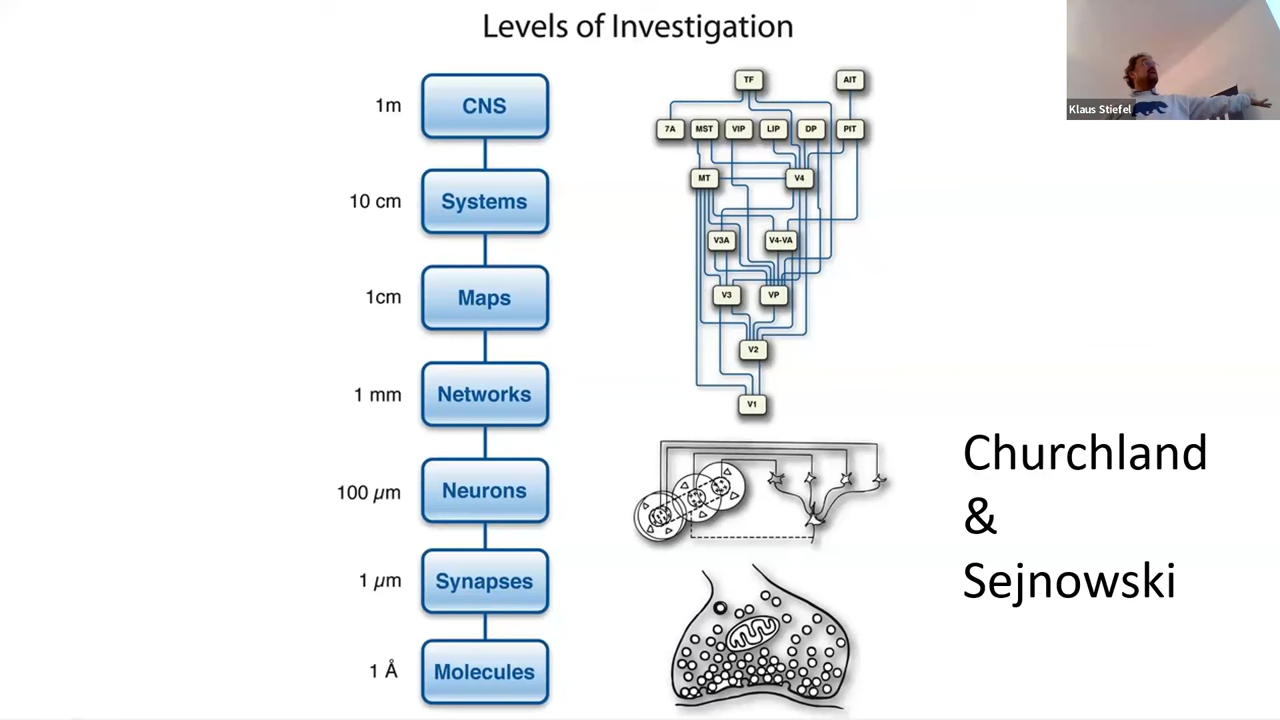 Levels of Investigation
1m
CNS
10 cm
Systems
1cm
Maps
1 mm
Networks
100 µm
Neurons
1 µm
Synapses
1 Å
Molecules
TF
AIT
7A
MST
VIP
LIP
DP
PIT
MT
V4
V3A
V4-VA
V3
VP
V2
V1
Churchland
&
Sejnowski
Klaus Stiefel